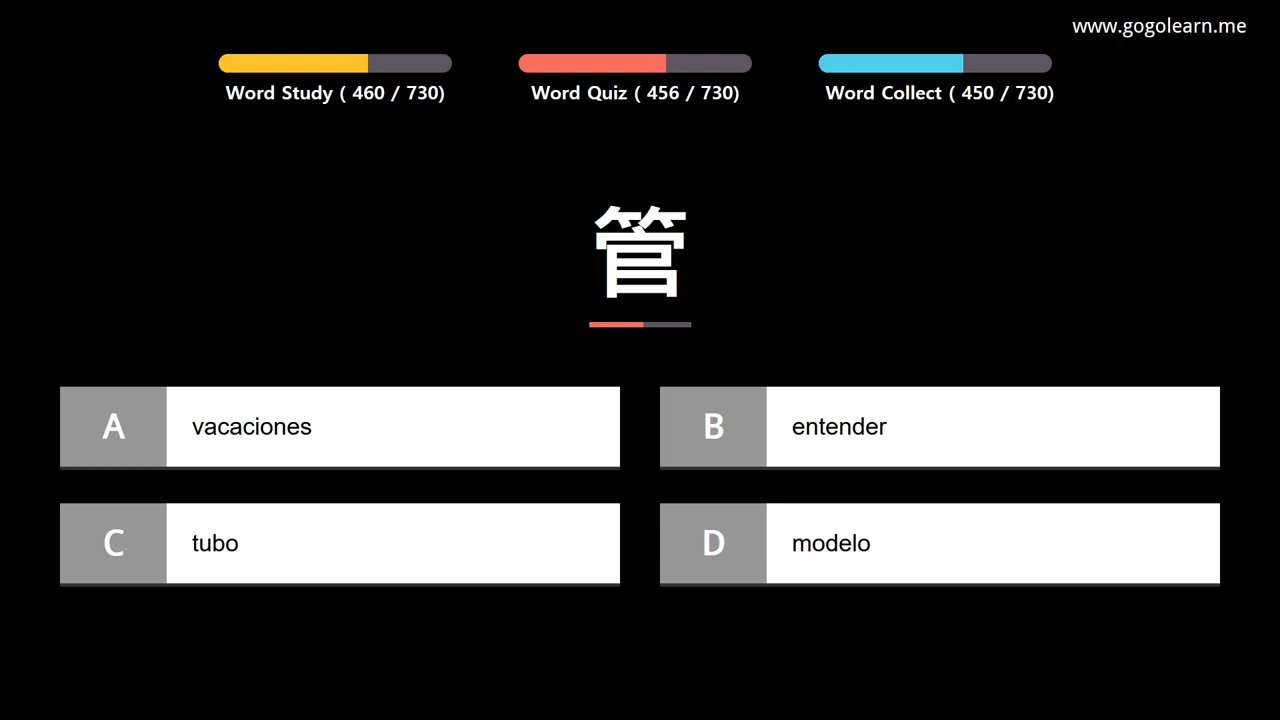 www.gogolearn.me
Word Study ( 460 / 730)
Word Quiz ( 456 / 730)
Word Collect ( 450 / 730)
管
A vacaciones
B entender
C tubo
D modelo